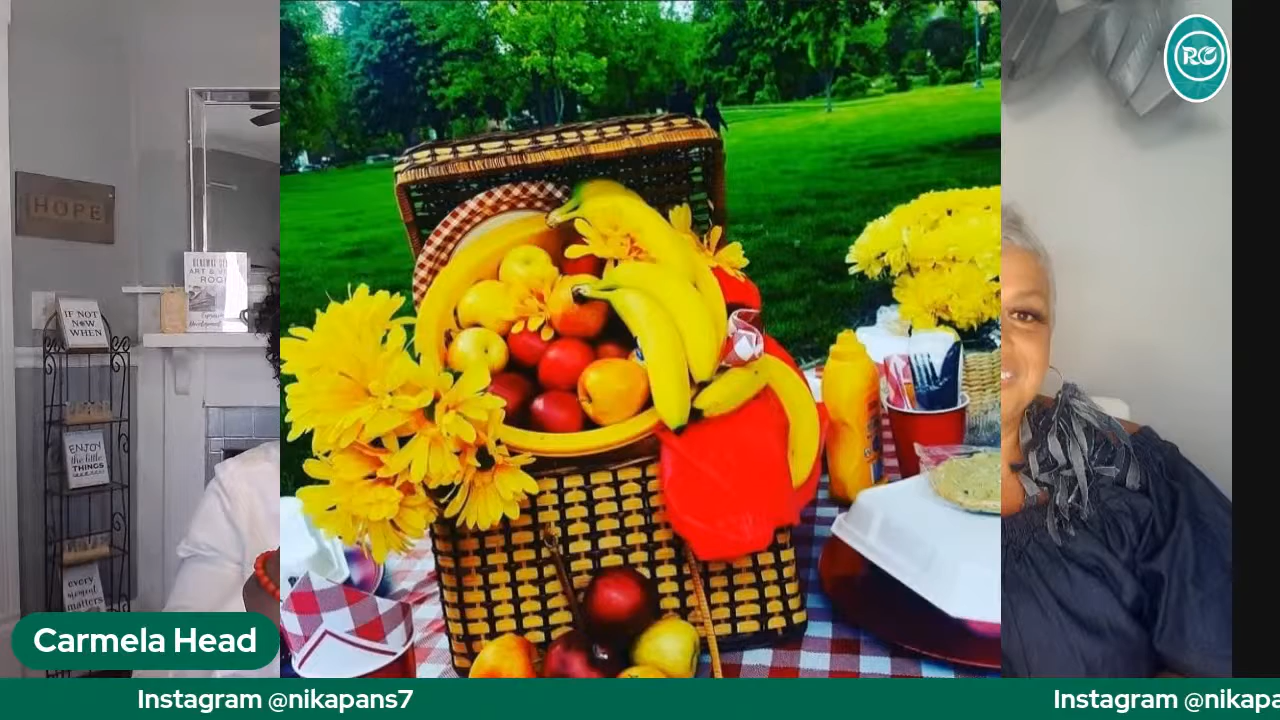 HOPE
ART &
IF NOT
NOW
WHEN
ENJOY
the little
THINGS
every
moment
matters
RC
Carmela Head
Instagram @nikapans7
Instagram @nikapa